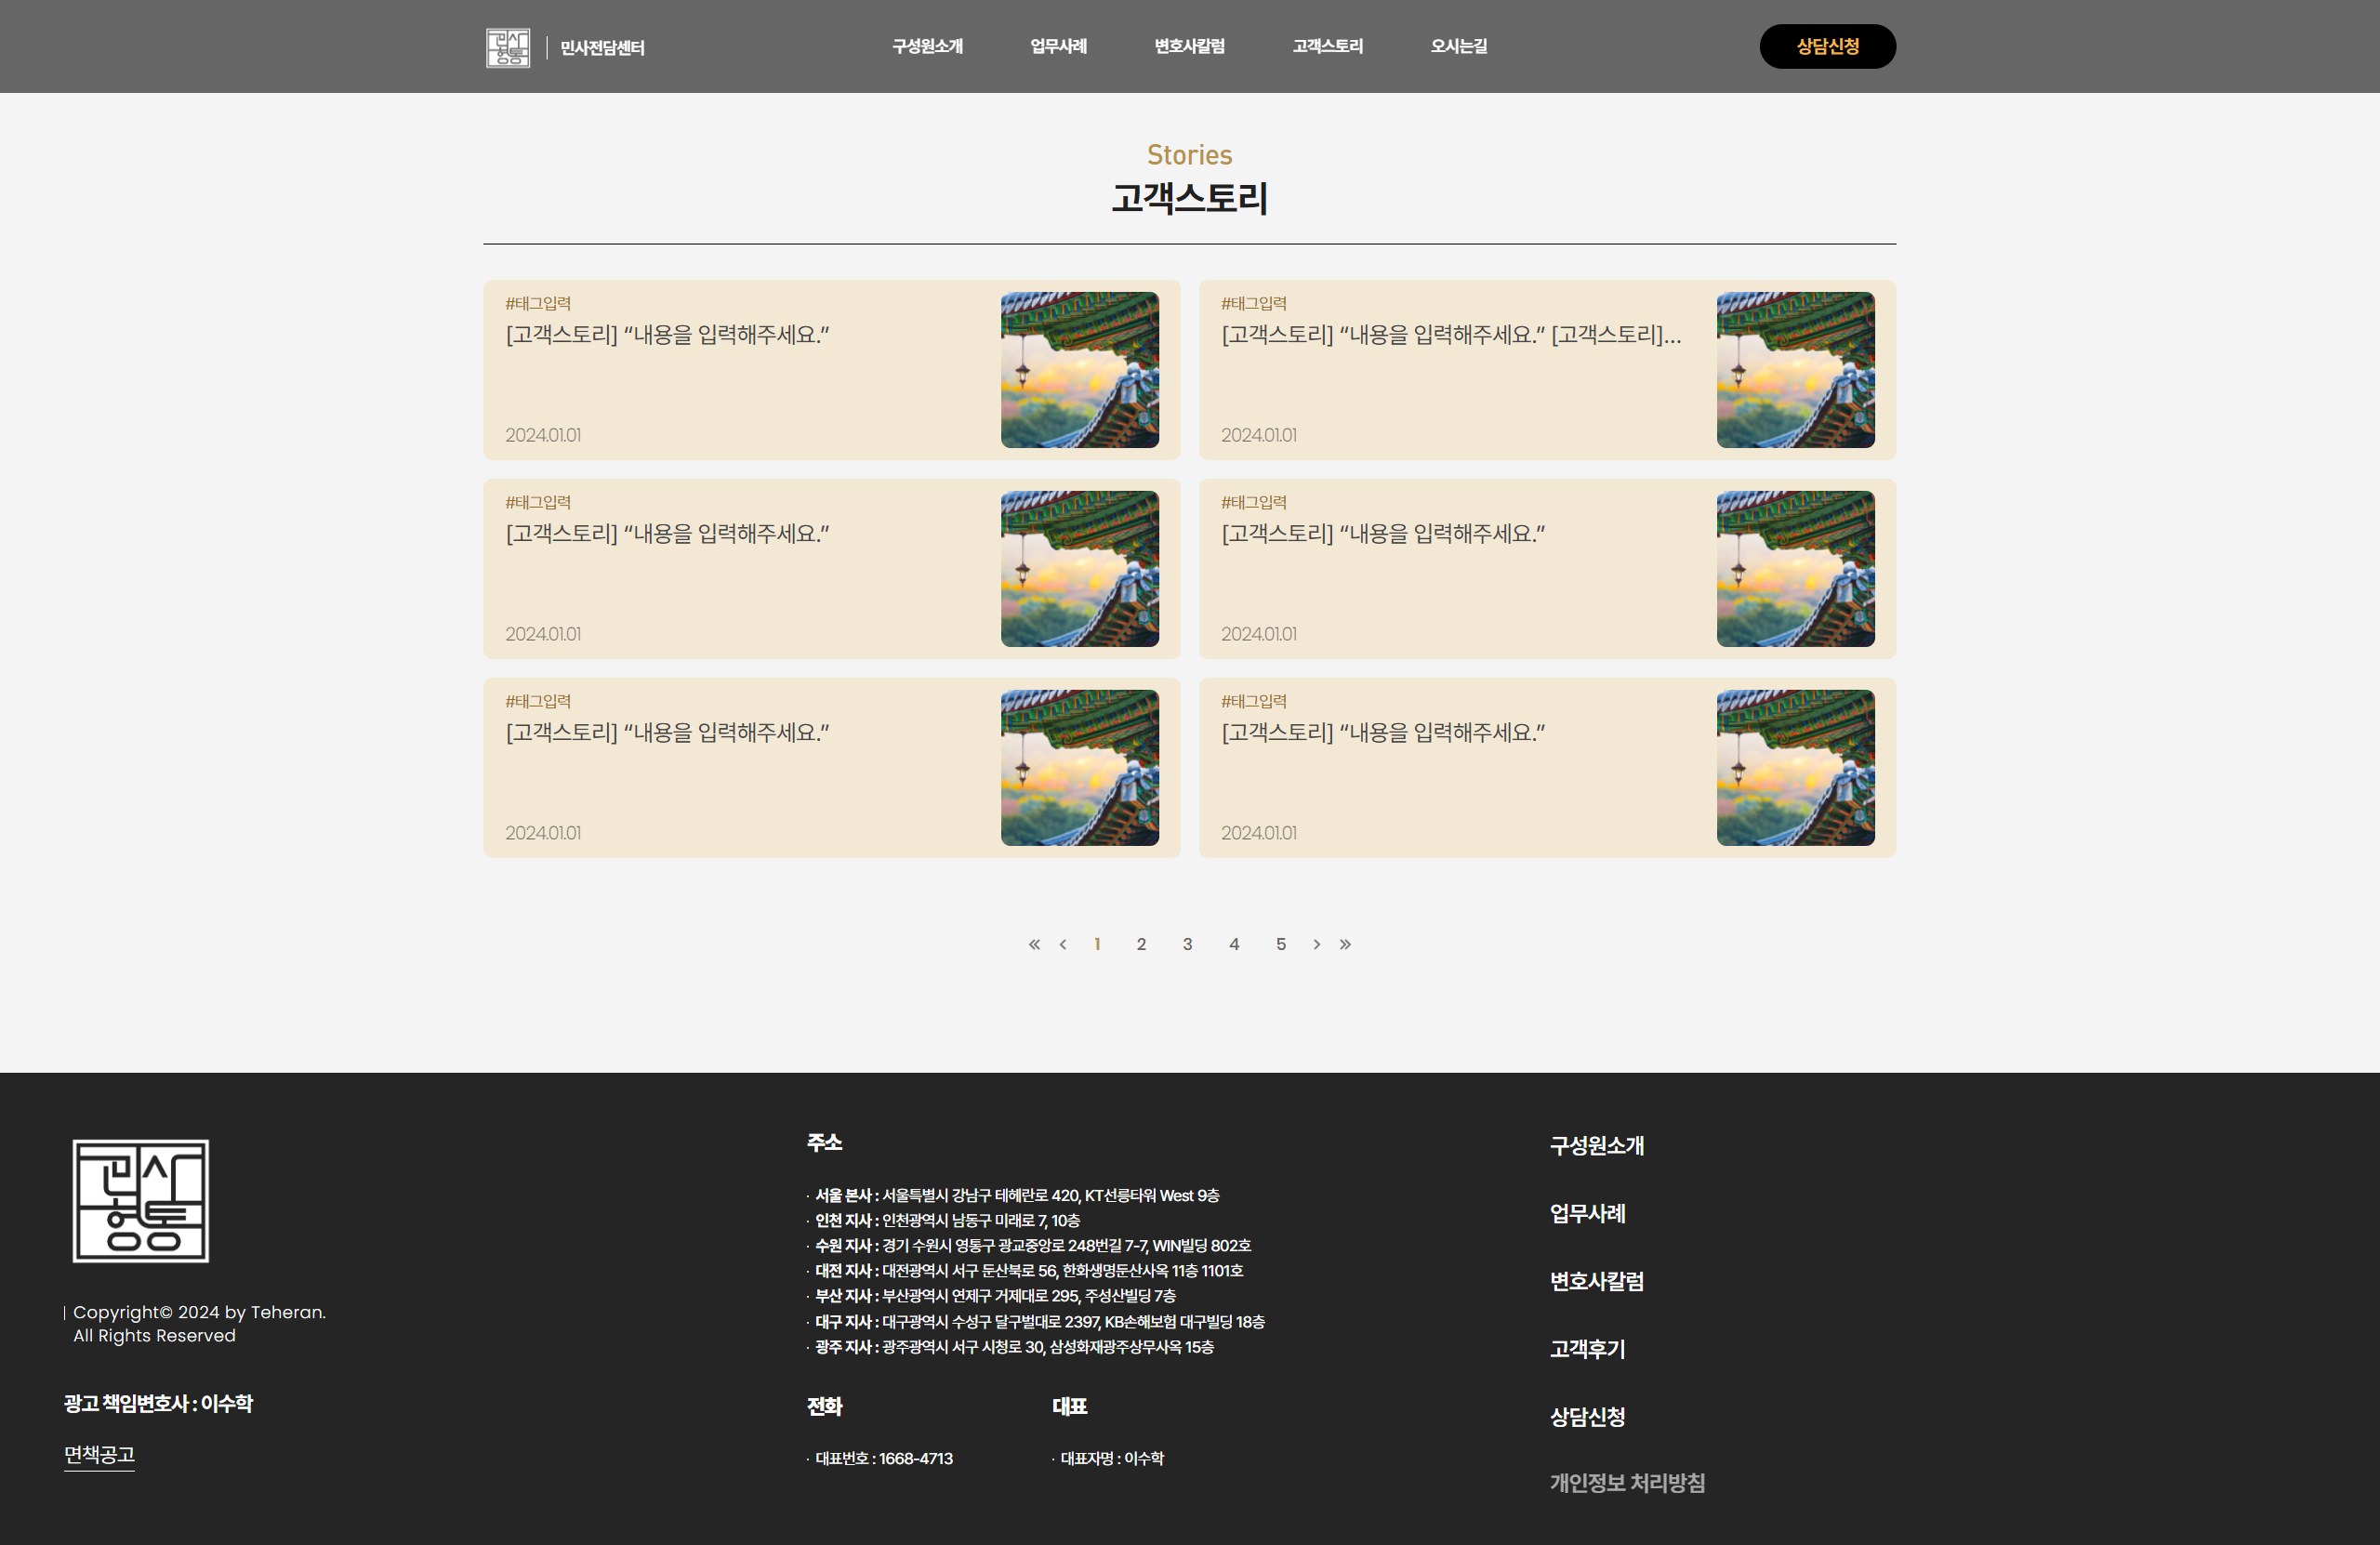 민사형통
민사전담센터
구성원소개
업무사례
변호사칼럼
고객스토리
오시는길
상담신청
Stories
고객스토리
#태그입력
[고객스토리] “내용을 입력해주세요.”
2024.01.01
#태그입력
[고객스토리] “내용을 입력해주세요.” [고객스토리]...
2024.01.01
#태그입력
[고객스토리] “내용을 입력해주세요.”
2024.01.01
#태그입력
[고객스토리] “내용을 입력해주세요.”
2024.01.01
#태그입력
[고객스토리] “내용을 입력해주세요.”
2024.01.01
#태그입력
[고객스토리] “내용을 입력해주세요.”
2024.01.01
« ‹ 1 2 3 4 5 › »
민사형통
Copyright© 2024 by Teheran.
All Rights Reserved
광고 책임변호사 : 이수학
면책공고
주소
· 서울 본사 : 서울특별시 강남구 테헤란로 420, KT선릉타워 West 9층
· 인천 지사 : 인천광역시 남동구 미래로 7, 10층
· 수원 지사 : 경기 수원시 영통구 광교중앙로 248번길 7-7, WIN빌딩 802호
· 대전 지사 : 대전광역시 서구 둔산북로 56, 한화생명둔산사옥 11층 1101호
· 부산 지사 : 부산광역시 연제구 거제대로 295, 주성산빌딩 7층
· 대구 지사 : 대구광역시 수성구 달구벌대로 2397, KB손해보험 대구빌딩 18층
· 광주 지사 : 광주광역시 서구 시청로 30, 삼성화재광주상무사옥 15층
전화
· 대표번호 : 1668-4713
대표
· 대표자명 : 이수학
구성원소개
업무사례
변호사칼럼
고객후기
상담신청
개인정보 처리방침